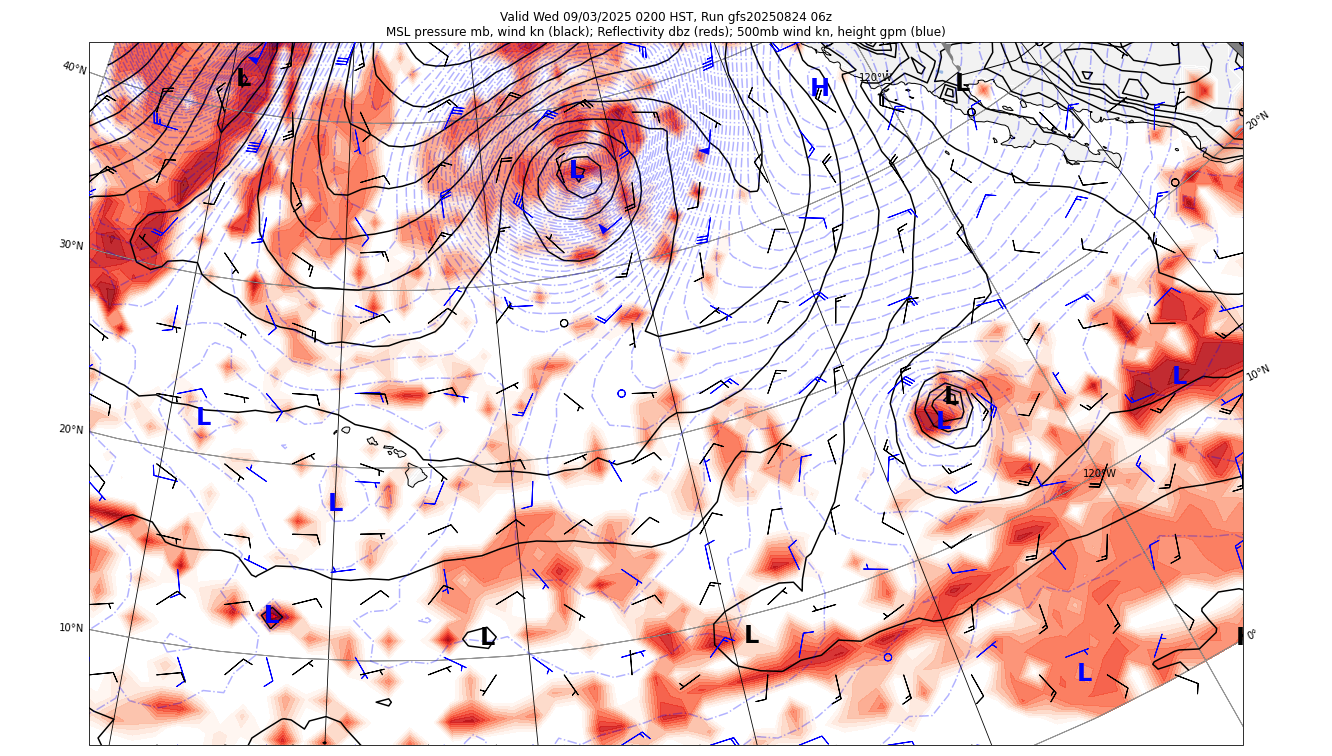 Valid Wed 09/03/2025 0200 HST, Run gfs20250824 06z
MSL pressure mb, wind kn (black); Reflectivity dbz (reds); 500mb wind kn, height gpm (blue)
40°N
L
H
120°W
L
20°N
L
30°N
L
10°N
L
L
L
20°N
120°W
L
L
10°N
L
L
0°
L